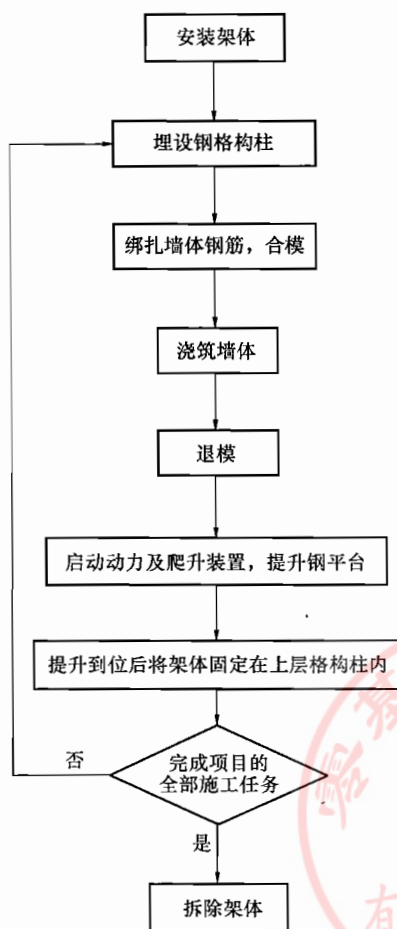 安装架体
埋设钢格构柱
绑扎墙体钢筋，合模
浇筑墙体
退模
启动动力及爬升装置，提升钢平台
提升到位后将架体固定在上层格构柱内
完成项目的
全部施工任务
否
是
拆除架体
有